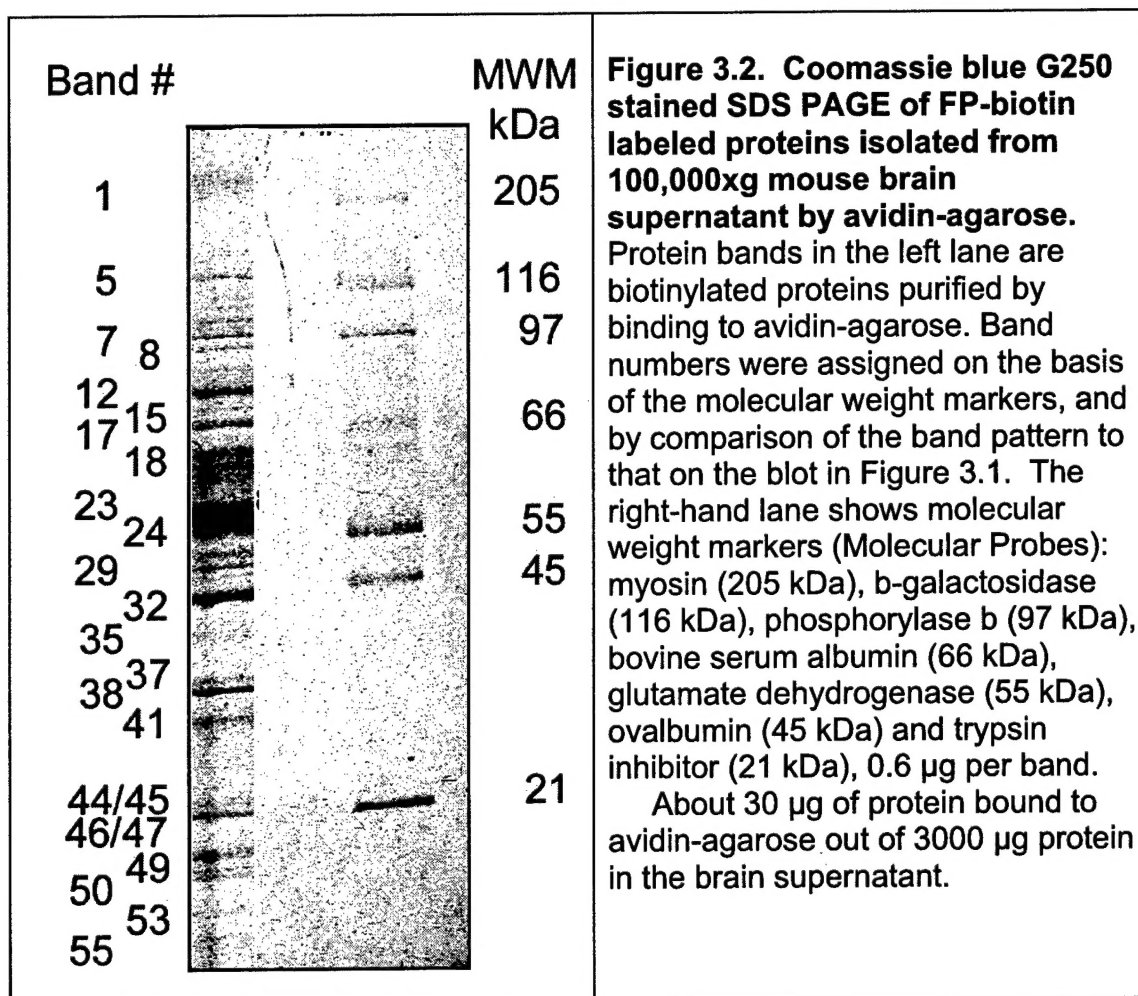 Band #
MWM
kDa
1
205
5
116
7
8
97
12
15
17
66
18
23
24
55
29
45
32
35
37
38
41
44/45
21
46/47
49
50
53
55
Figure 3.2. Coomassie blue G250
stained SDS PAGE of FP-biotin
labeled proteins isolated from
100,000xg mouse brain
supernatant by avidin-agarose.
Protein bands in the left lane are
biotinylated proteins purified by
binding to avidin-agarose. Band
numbers were assigned on the basis
of the molecular weight markers, and
by comparison of the band pattern to
that on the blot in Figure 3.1. The
right-hand lane shows molecular
weight markers (Molecular Probes):
myosin (205 kDa), b-galactosidase
(116 kDa), phosphorylase b (97 kDa),
bovine serum albumin (66 kDa),
glutamate dehydrogenase (55 kDa),
ovalbumin (45 kDa) and trypsin
inhibitor (21 kDa), 0.6 µg per band.
About 30 µg of protein bound to
avidin-agarose out of 3000 µg protein
in the brain supernatant.